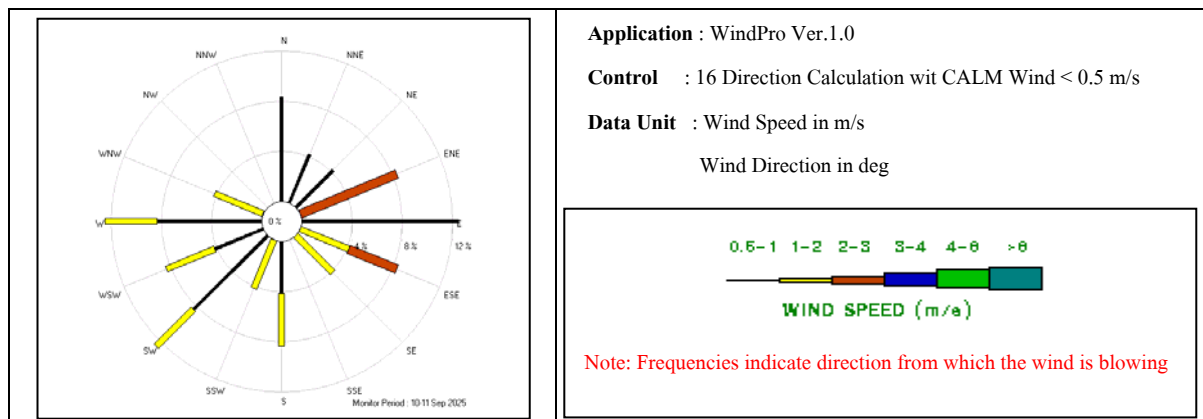 N
NNW
NNE
NW
NE
WNW
ENE
W
0 %
4 %
8 %
12 %
E
WSW
ESE
SW
SE
SSW
SSE
S
Monitor Period : 10-11 Sep 2025
Application : WindPro Ver.1.0
Control : 16 Direction Calculation wit CALM Wind < 0.5 m/s
Data Unit : Wind Speed in m/s
Wind Direction in deg
0.5-1 1-2 2-3 3-4 4-6 >6
WIND SPEED (m/s)
Note: Frequencies indicate direction from which the wind is blowing